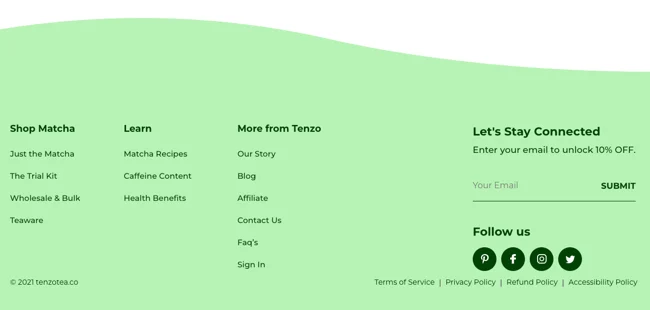 Shop Matcha
Just the Matcha
The Trial Kit
Wholesale & Bulk
Teaware
Learn
Matcha Recipes
Caffeine Content
Health Benefits
More from Tenzo
Our Story
Blog
Affiliate
Contact Us
Faq's
Sign In
Let's Stay Connected
Enter your email to unlock 10% OFF.
Your Email SUBMIT
Follow us
© 2021 tenzotea.co
Terms of Service | Privacy Policy | Refund Policy | Accessibility Policy